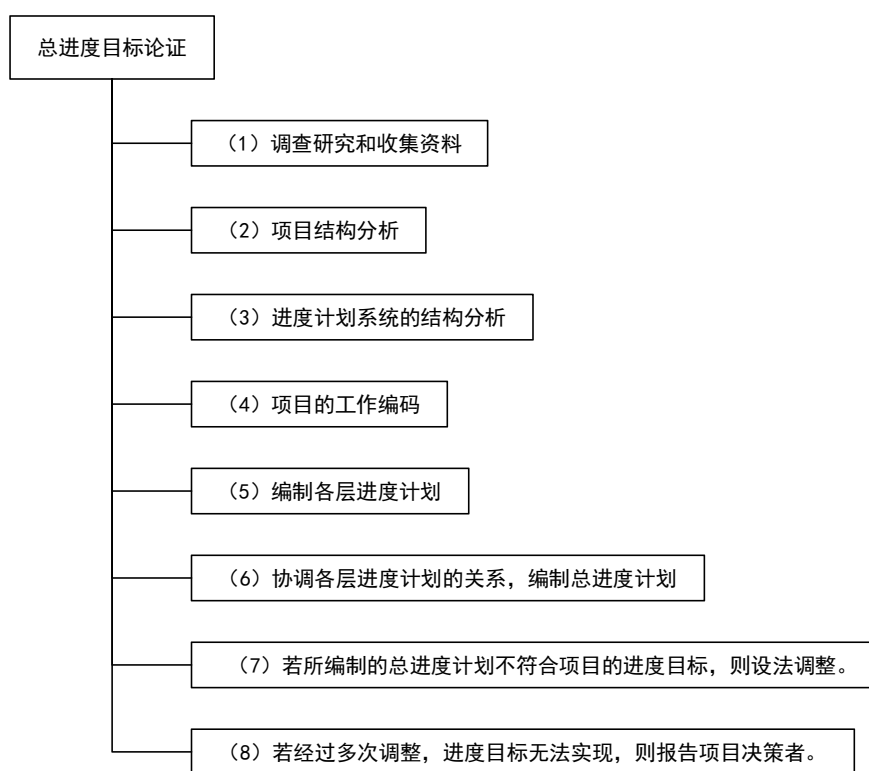 总进度目标论证
（1）调查研究和收集资料
（2）项目结构分析
（3）进度计划系统的结构分析
（4）项目的工作编码
（5）编制各层进度计划
（6）协调各层进度计划的关系，编制总进度计划
（7）若所编制的总进度计划不符合项目的进度目标，则设法调整。
（8）若经过多次调整，进度目标无法实现，则报告项目决策者。